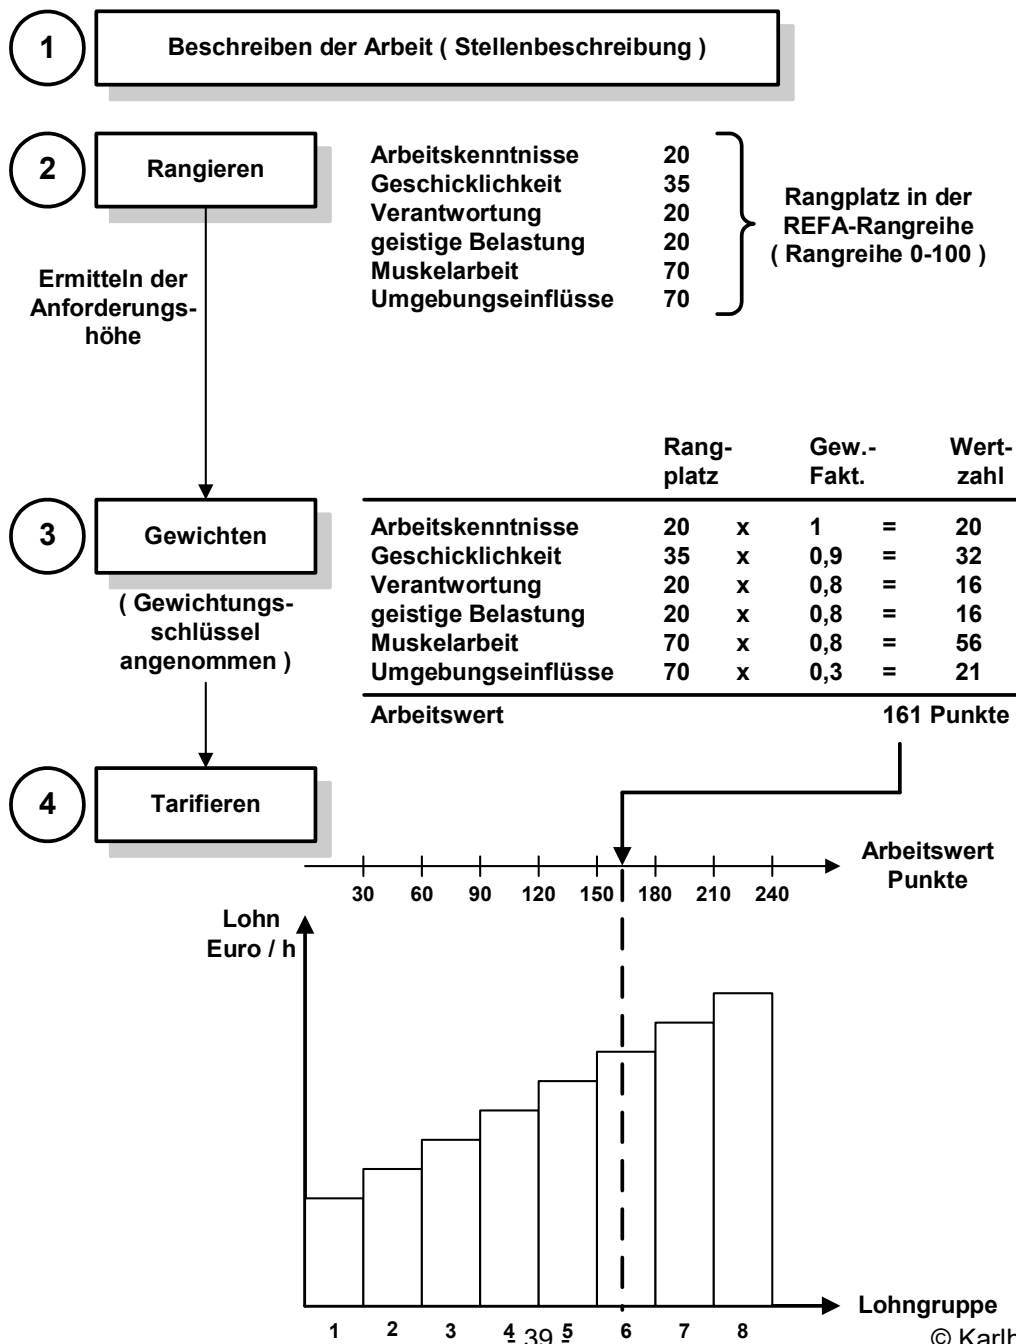 1
Beschreiben der Arbeit ( Stellenbeschreibung )
2
Rangieren
Arbeitskenntnisse 20
Geschicklichkeit 35
Verantwortung 20
geistige Belastung 20
Muskelarbeit 70
Umgebungseinflüsse 70
Rangplatz in der
REFA-Rangreihe
( Rangreihe 0-100 )
Ermitteln der
Anforderungs-
höhe
Rang- Gew.- Wert-
platz Fakt. zahl
3
Gewichten
( Gewichtungs-
schlüssel
angenommen )
Arbeitskenntnisse 20 x 1 = 20
Geschicklichkeit 35 x 0,9 = 32
Verantwortung 20 x 0,8 = 16
geistige Belastung 20 x 0,8 = 16
Muskelarbeit 70 x 0,8 = 56
Umgebungseinflüsse 70 x 0,3 = 21
Arbeitswert 161 Punkte
4
Tarifieren
Arbeitswert
Punkte
30 60 90 120 150 180 210 240
Lohn
Euro / h
Lohngruppe
1 2 3 4 5 6 7 8
- 39 -
© Karlh